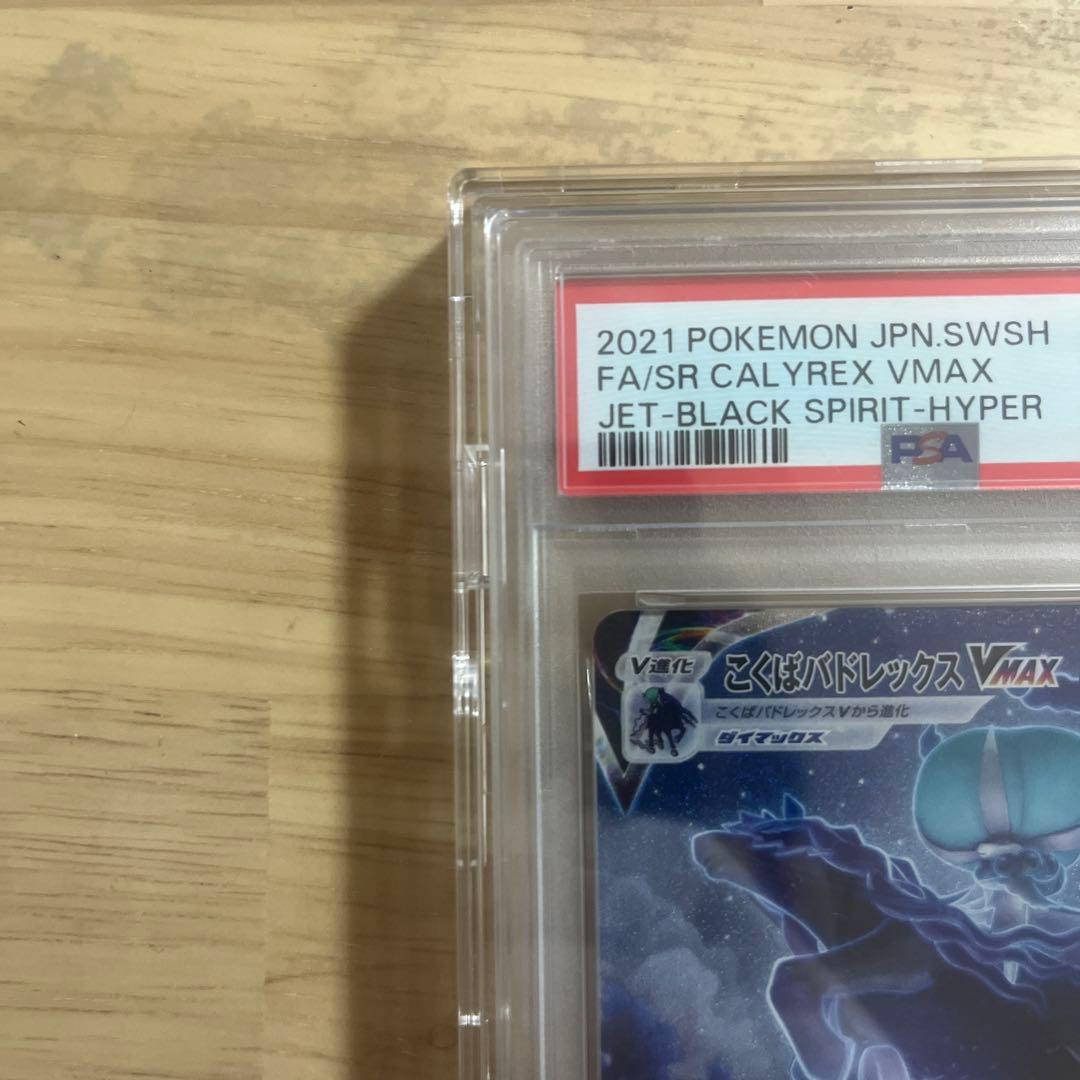 2021 POKEMON JPN.SWSH
FA/SR CALYREX VMAX
JET-BLACK SPIRIT-HYPER
PSA
V進化
こくばバドレックスVMAX
こくばバドレックスVから進化
ダイマックス